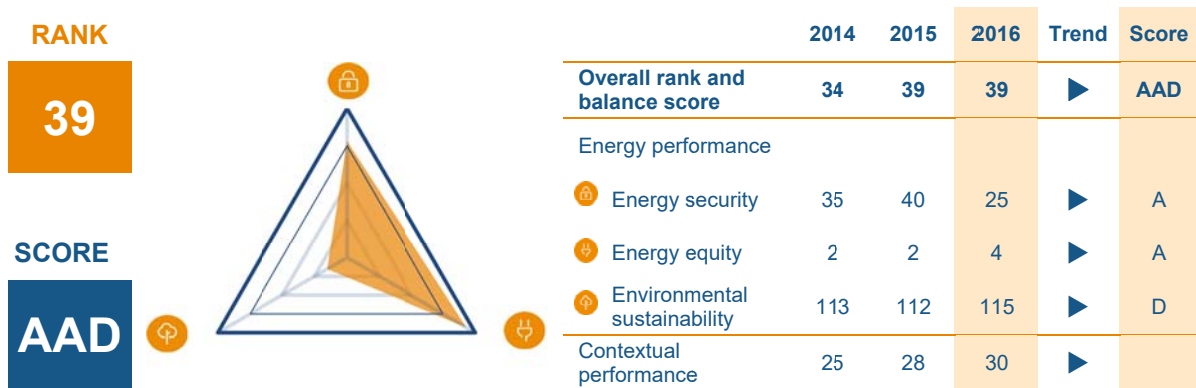 RANK
39
SCORE
AAD
2014 2015 2016 Trend Score
Overall rank and
balance score 34 39 39 ▶ AAD
Energy performance
Energy security 35 40 25 ▶ A
Energy equity 2 2 4 ▶ A
Environmental
sustainability 113 112 115 ▶ D
Contextual
performance 25 28 30 ▶